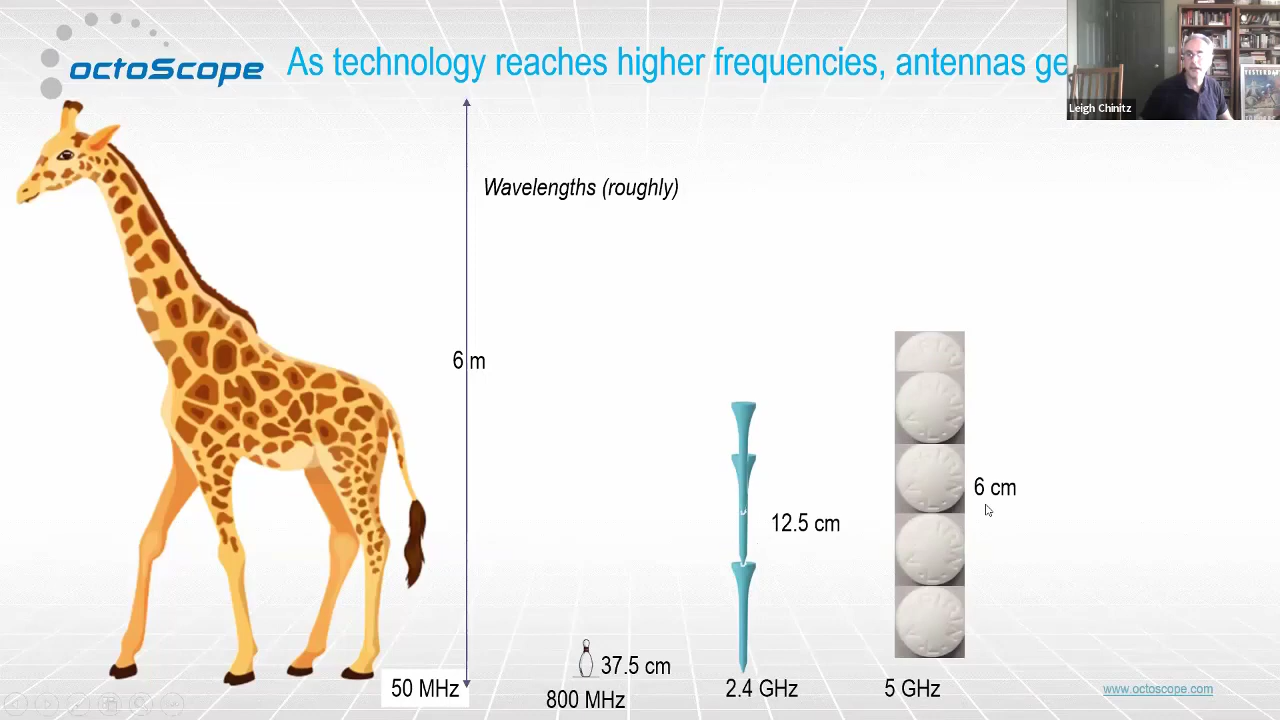 octoScope
As technology reaches higher frequencies, antennas ge
Leigh Chinitz
Wavelengths (roughly)
6 m
6 cm
12.5 cm
37.5 cm
50 MHz
800 MHz
2.4 GHz
5 GHz
www.octoscope.com